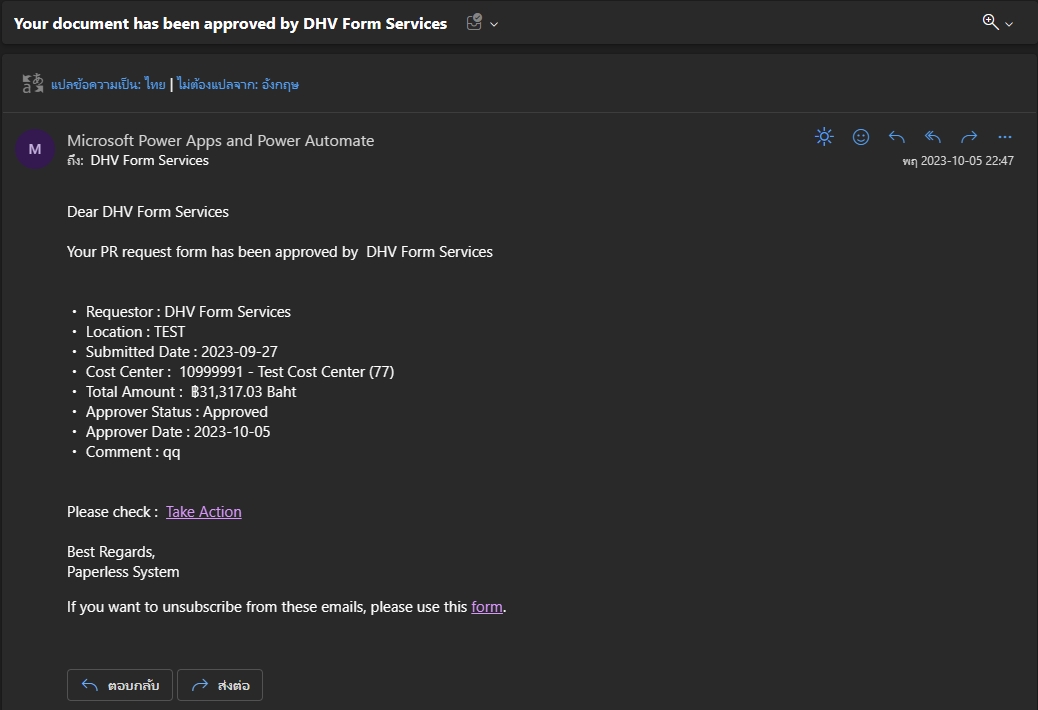 Your document has been approved by DHV Form Services
แปลข้อความเป็น: ไทย | ไม่ต้องแปลจาก: อังกฤษ
M
Microsoft Power Apps and Power Automate
ถึง: DHV Form Services
พฤ 2023-10-05 22:47
Dear DHV Form Services
Your PR request form has been approved by DHV Form Services
• Requestor : DHV Form Services
• Location : TEST
• Submitted Date : 2023-09-27
• Cost Center : 10999991 - Test Cost Center (77)
• Total Amount : ฿31,317.03 Baht
• Approver Status : Approved
• Approver Date : 2023-10-05
• Comment : qq
Please check : Take Action
Best Regards,
Paperless System
If you want to unsubscribe from these emails, please use this form.
ตอบกลับ ส่งต่อ